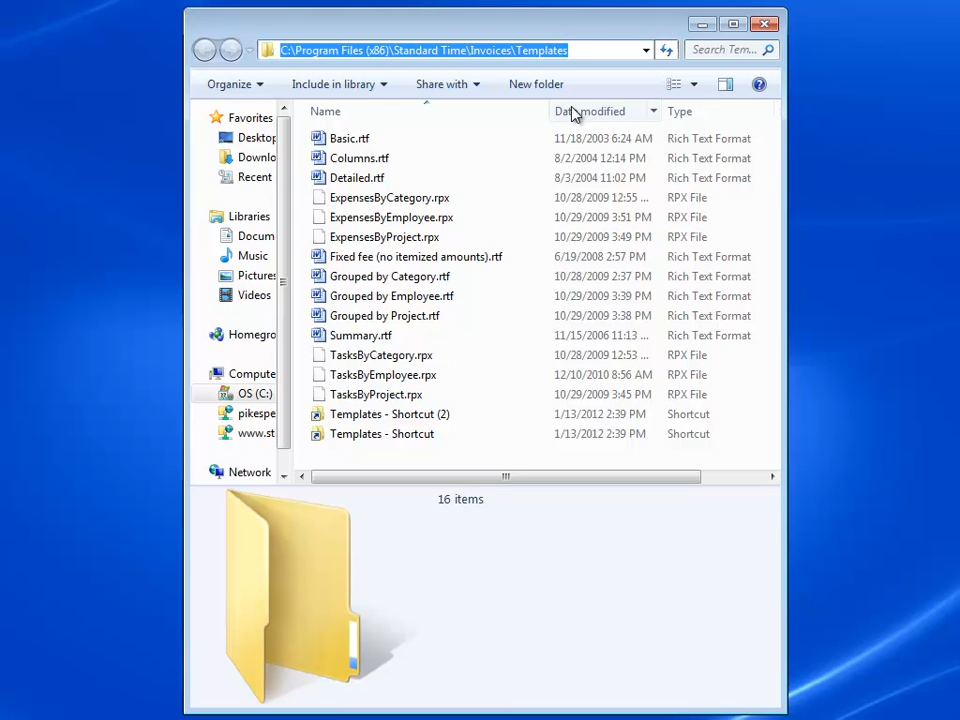 C:\Program Files (x86)\Standard Time\Invoices\Templates
Search Tem...
Organize
Include in library
Share with
New folder
Name
Date modified
Type
Favorites
Desktop
Downlo
Recent
Libraries
Docum
Music
Pictures
Videos
Homegro
Compute
OS (C:)
pikespe
www.st
Network
Basic.rtf 11/18/2003 6:24 AM Rich Text Format
Columns.rtf 8/2/2004 12:14 PM Rich Text Format
Detailed.rtf 8/3/2004 11:02 PM Rich Text Format
ExpensesByCategory.rpx 10/28/2009 12:55 ... RPX File
ExpensesByEmployee.rpx 10/29/2009 3:51 PM RPX File
ExpensesByProject.rpx 10/29/2009 3:49 PM RPX File
Fixed fee (no itemized amounts).rtf 6/19/2008 2:57 PM Rich Text Format
Grouped by Category.rtf 10/28/2009 2:37 PM Rich Text Format
Grouped by Employee.rtf 10/29/2009 3:39 PM Rich Text Format
Grouped by Project.rtf 10/29/2009 3:38 PM Rich Text Format
Summary.rtf 11/15/2006 11:13 ... Rich Text Format
TasksByCategory.rpx 10/28/2009 12:53 ... RPX File
TasksByEmployee.rpx 12/10/2010 8:56 AM RPX File
TasksByProject.rpx 10/29/2009 3:45 PM RPX File
Templates - Shortcut (2) 1/13/2012 2:39 PM Shortcut
Templates - Shortcut 1/13/2012 2:39 PM Shortcut
16 items